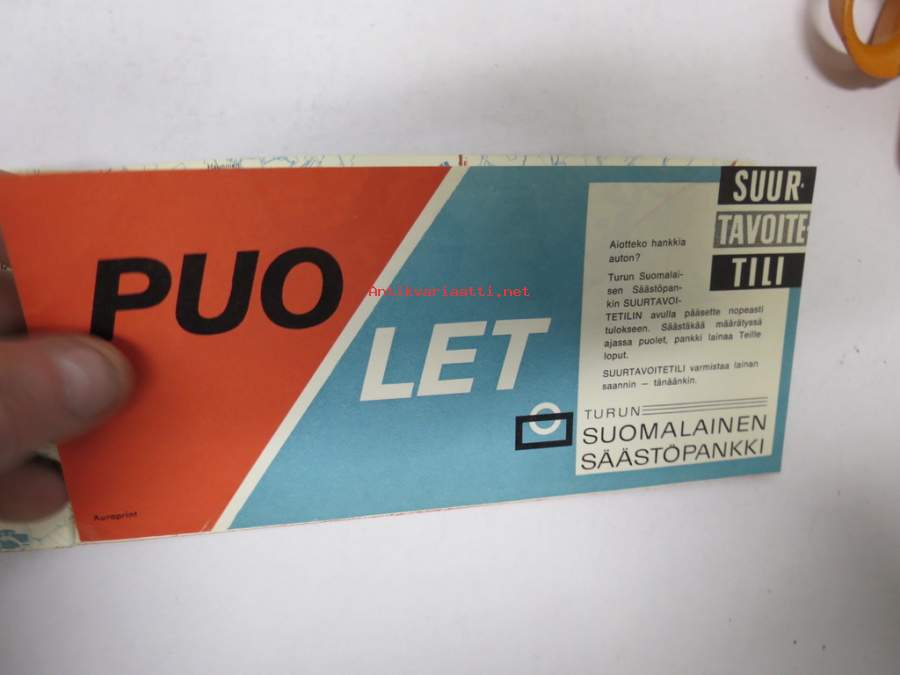 PUO
LET
SUUR-
TAVOITE-
TILI
Aiotteko hankkia
auton?
Turun Suomalai-
sen Säästöpan-
kin SUURTAVOI-
TETILIN avulla pääsette nopeasti
tulokseen. Säästäkää määrätyssä
ajassa puolet, pankki lainaa Teille
loput.
SUURTAVOITETILI varmistaa lainan
saannin — tänäänkin.
TURUN
SUOMALAINEN
SÄÄSTÖPANKKI
Auraprint
Antikvariaatti.net